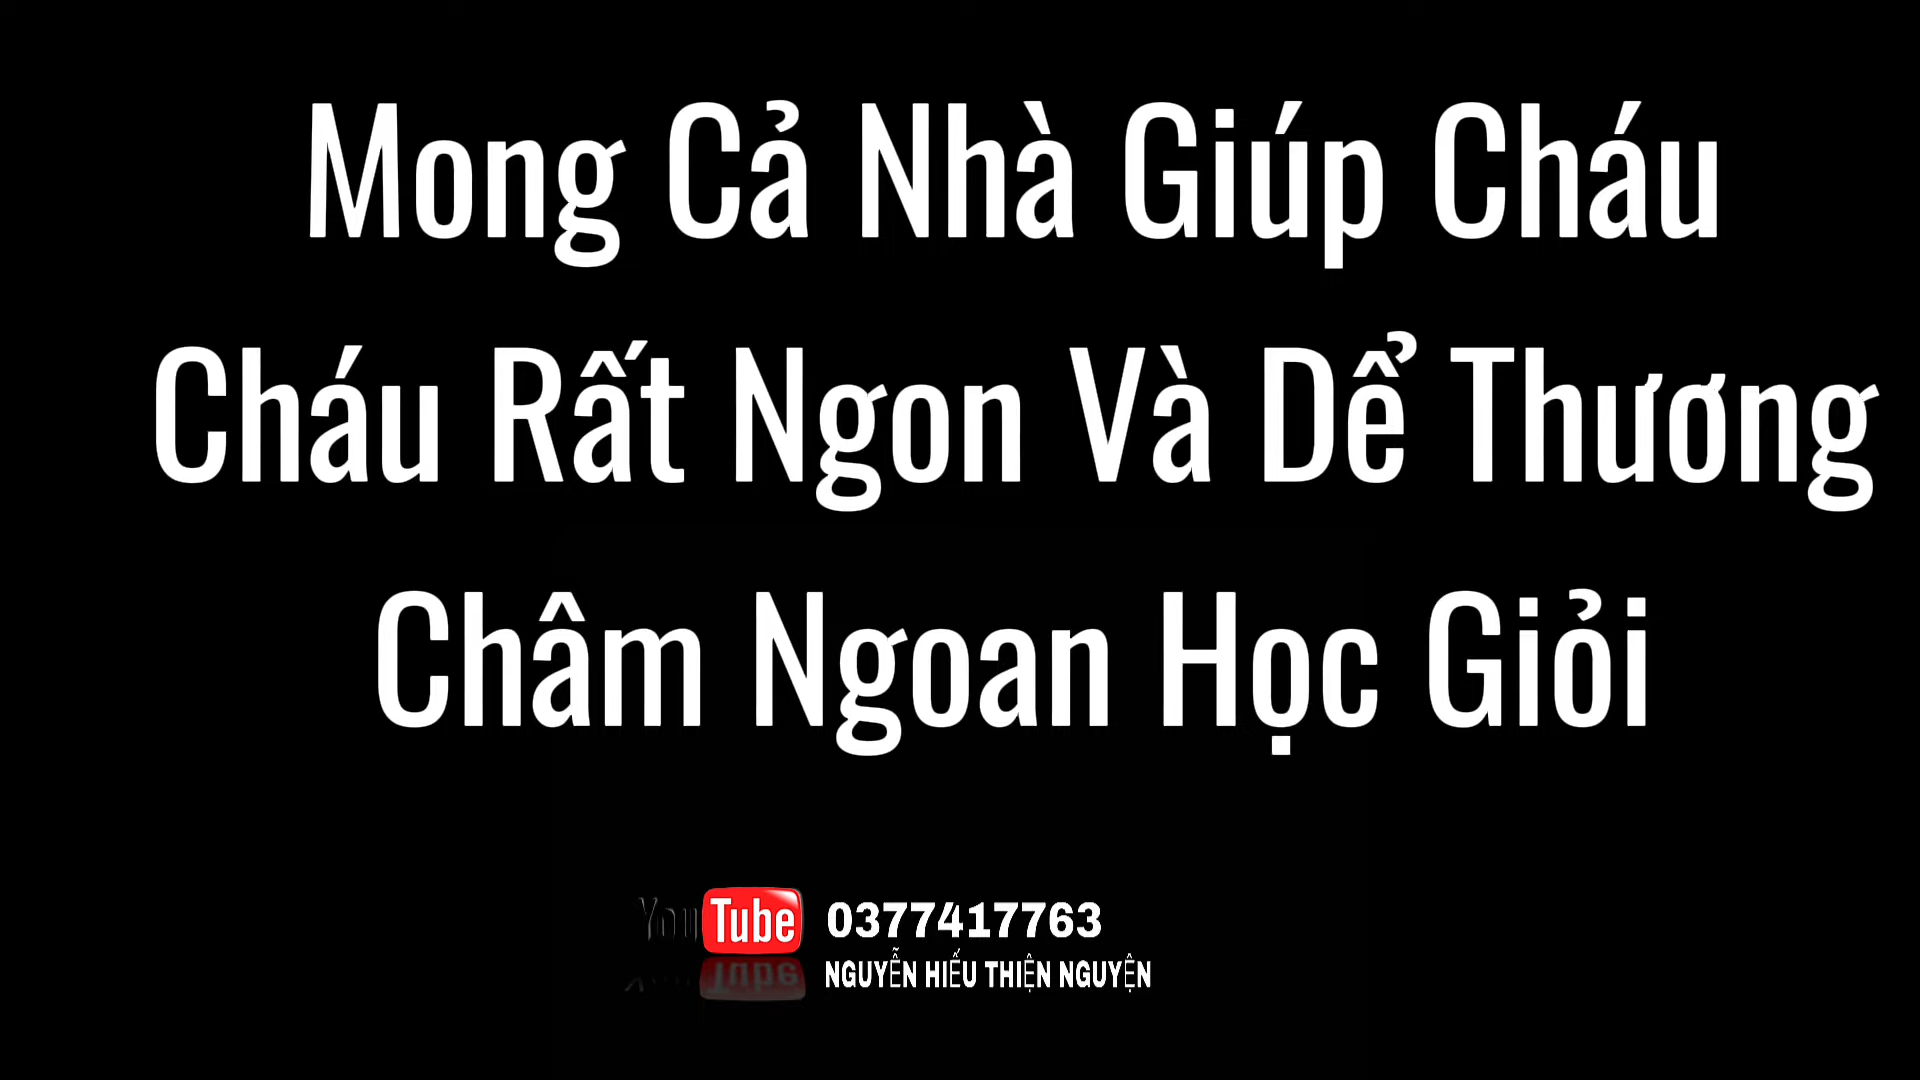 Mong Cả Nhà Giúp Cháu
Cháu Rất Ngon Và Dể Thương
Châm Ngoan Học Giỏi
YouTube 0377417763
NGUYỄN HIẾU THIỆN NGUYỆN